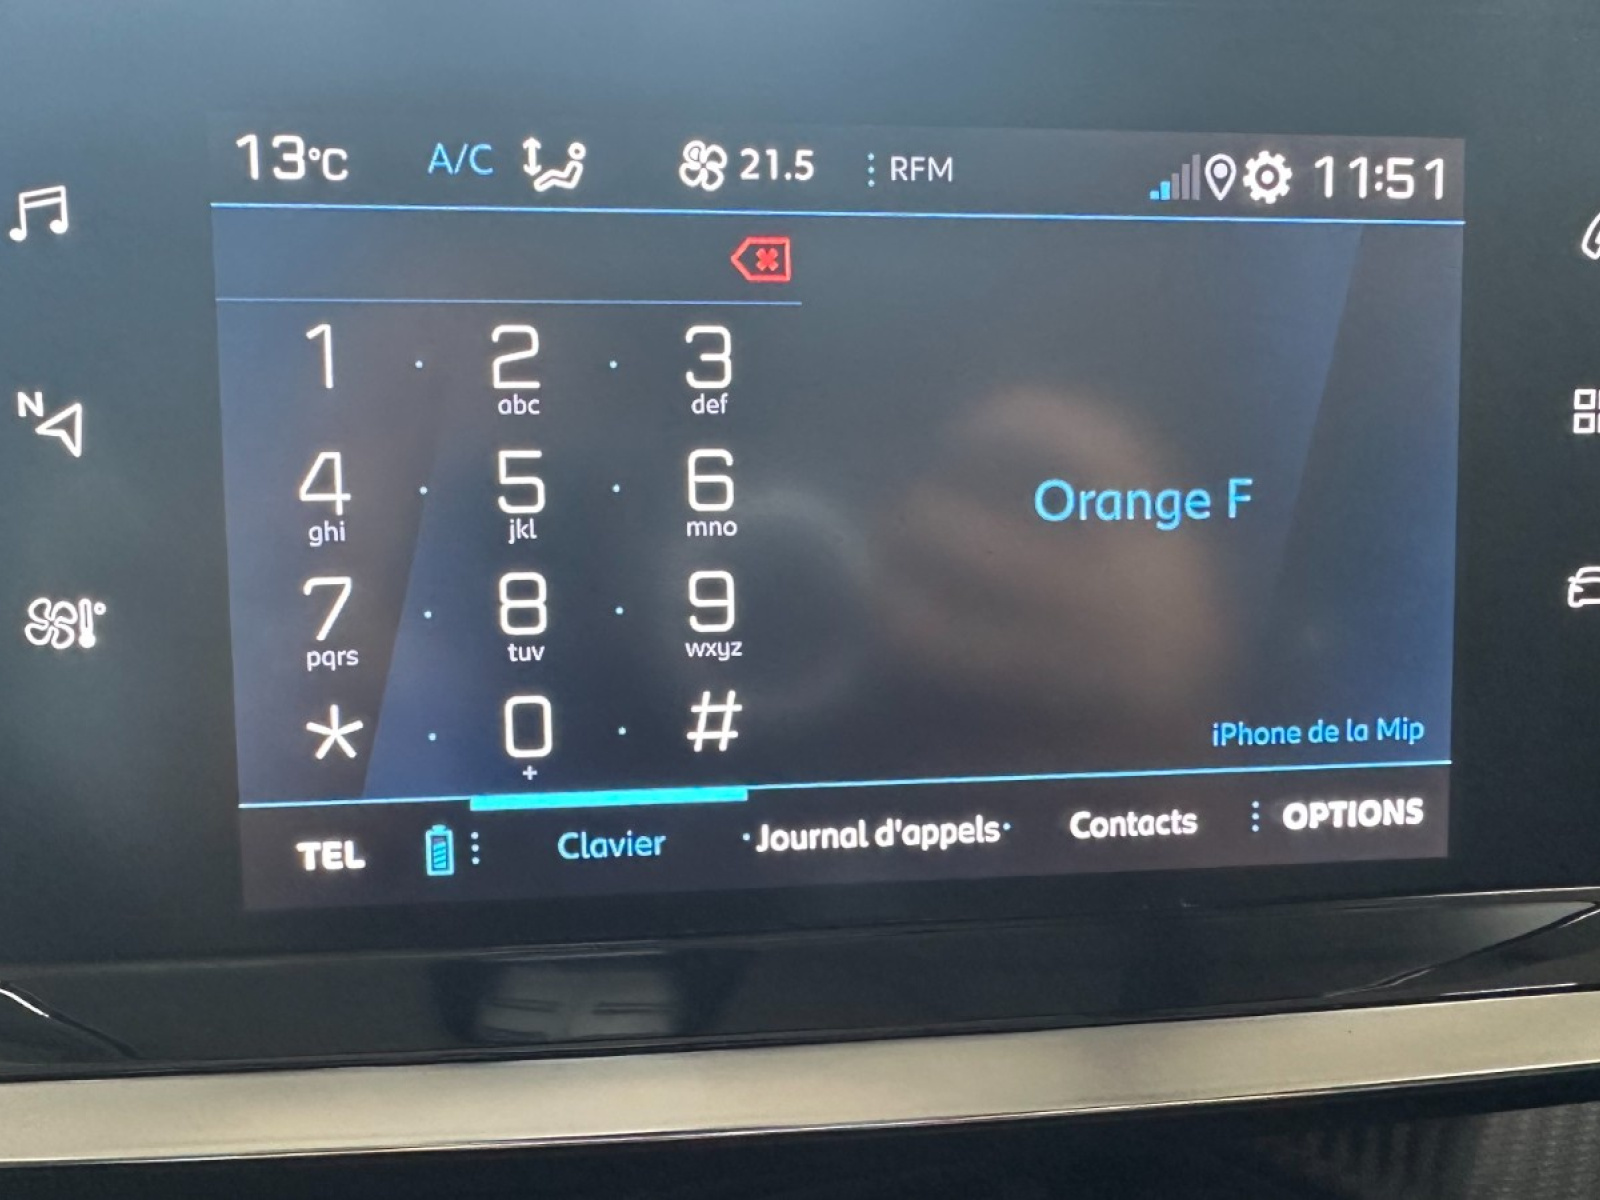 13°C A/C 21.5 RFM 11:51
N
1 2 3
abc def
4 5 6
ghi jkl mno
7 8 9
pqrs tuv wxyz
* 0 #
+
Orange F
iPhone de la Mip
TEL Clavier Journal d'appels Contacts OPTIONS